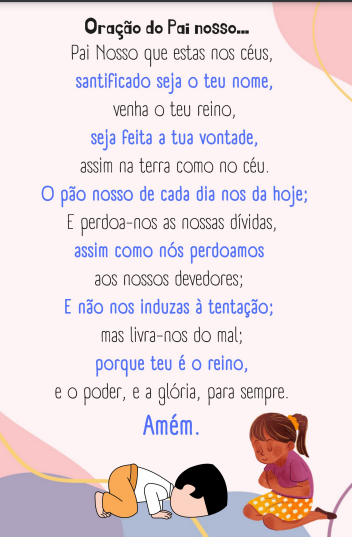 Oração do Pai nosso...
Pai Nosso que estas nos céus,
santificado seja o teu nome,
venha o teu reino,
seja feita a tua vontade,
assim na terra como no céu.
O pão nosso de cada dia nos da hoje;
E perdoa-nos as nossas dívidas,
assim como nós perdoamos
aos nossos devedores;
E não nos induzas à tentação;
mas livra-nos do mal;
porque teu é o reino,
e o poder, e a glória, para sempre.
Amém.